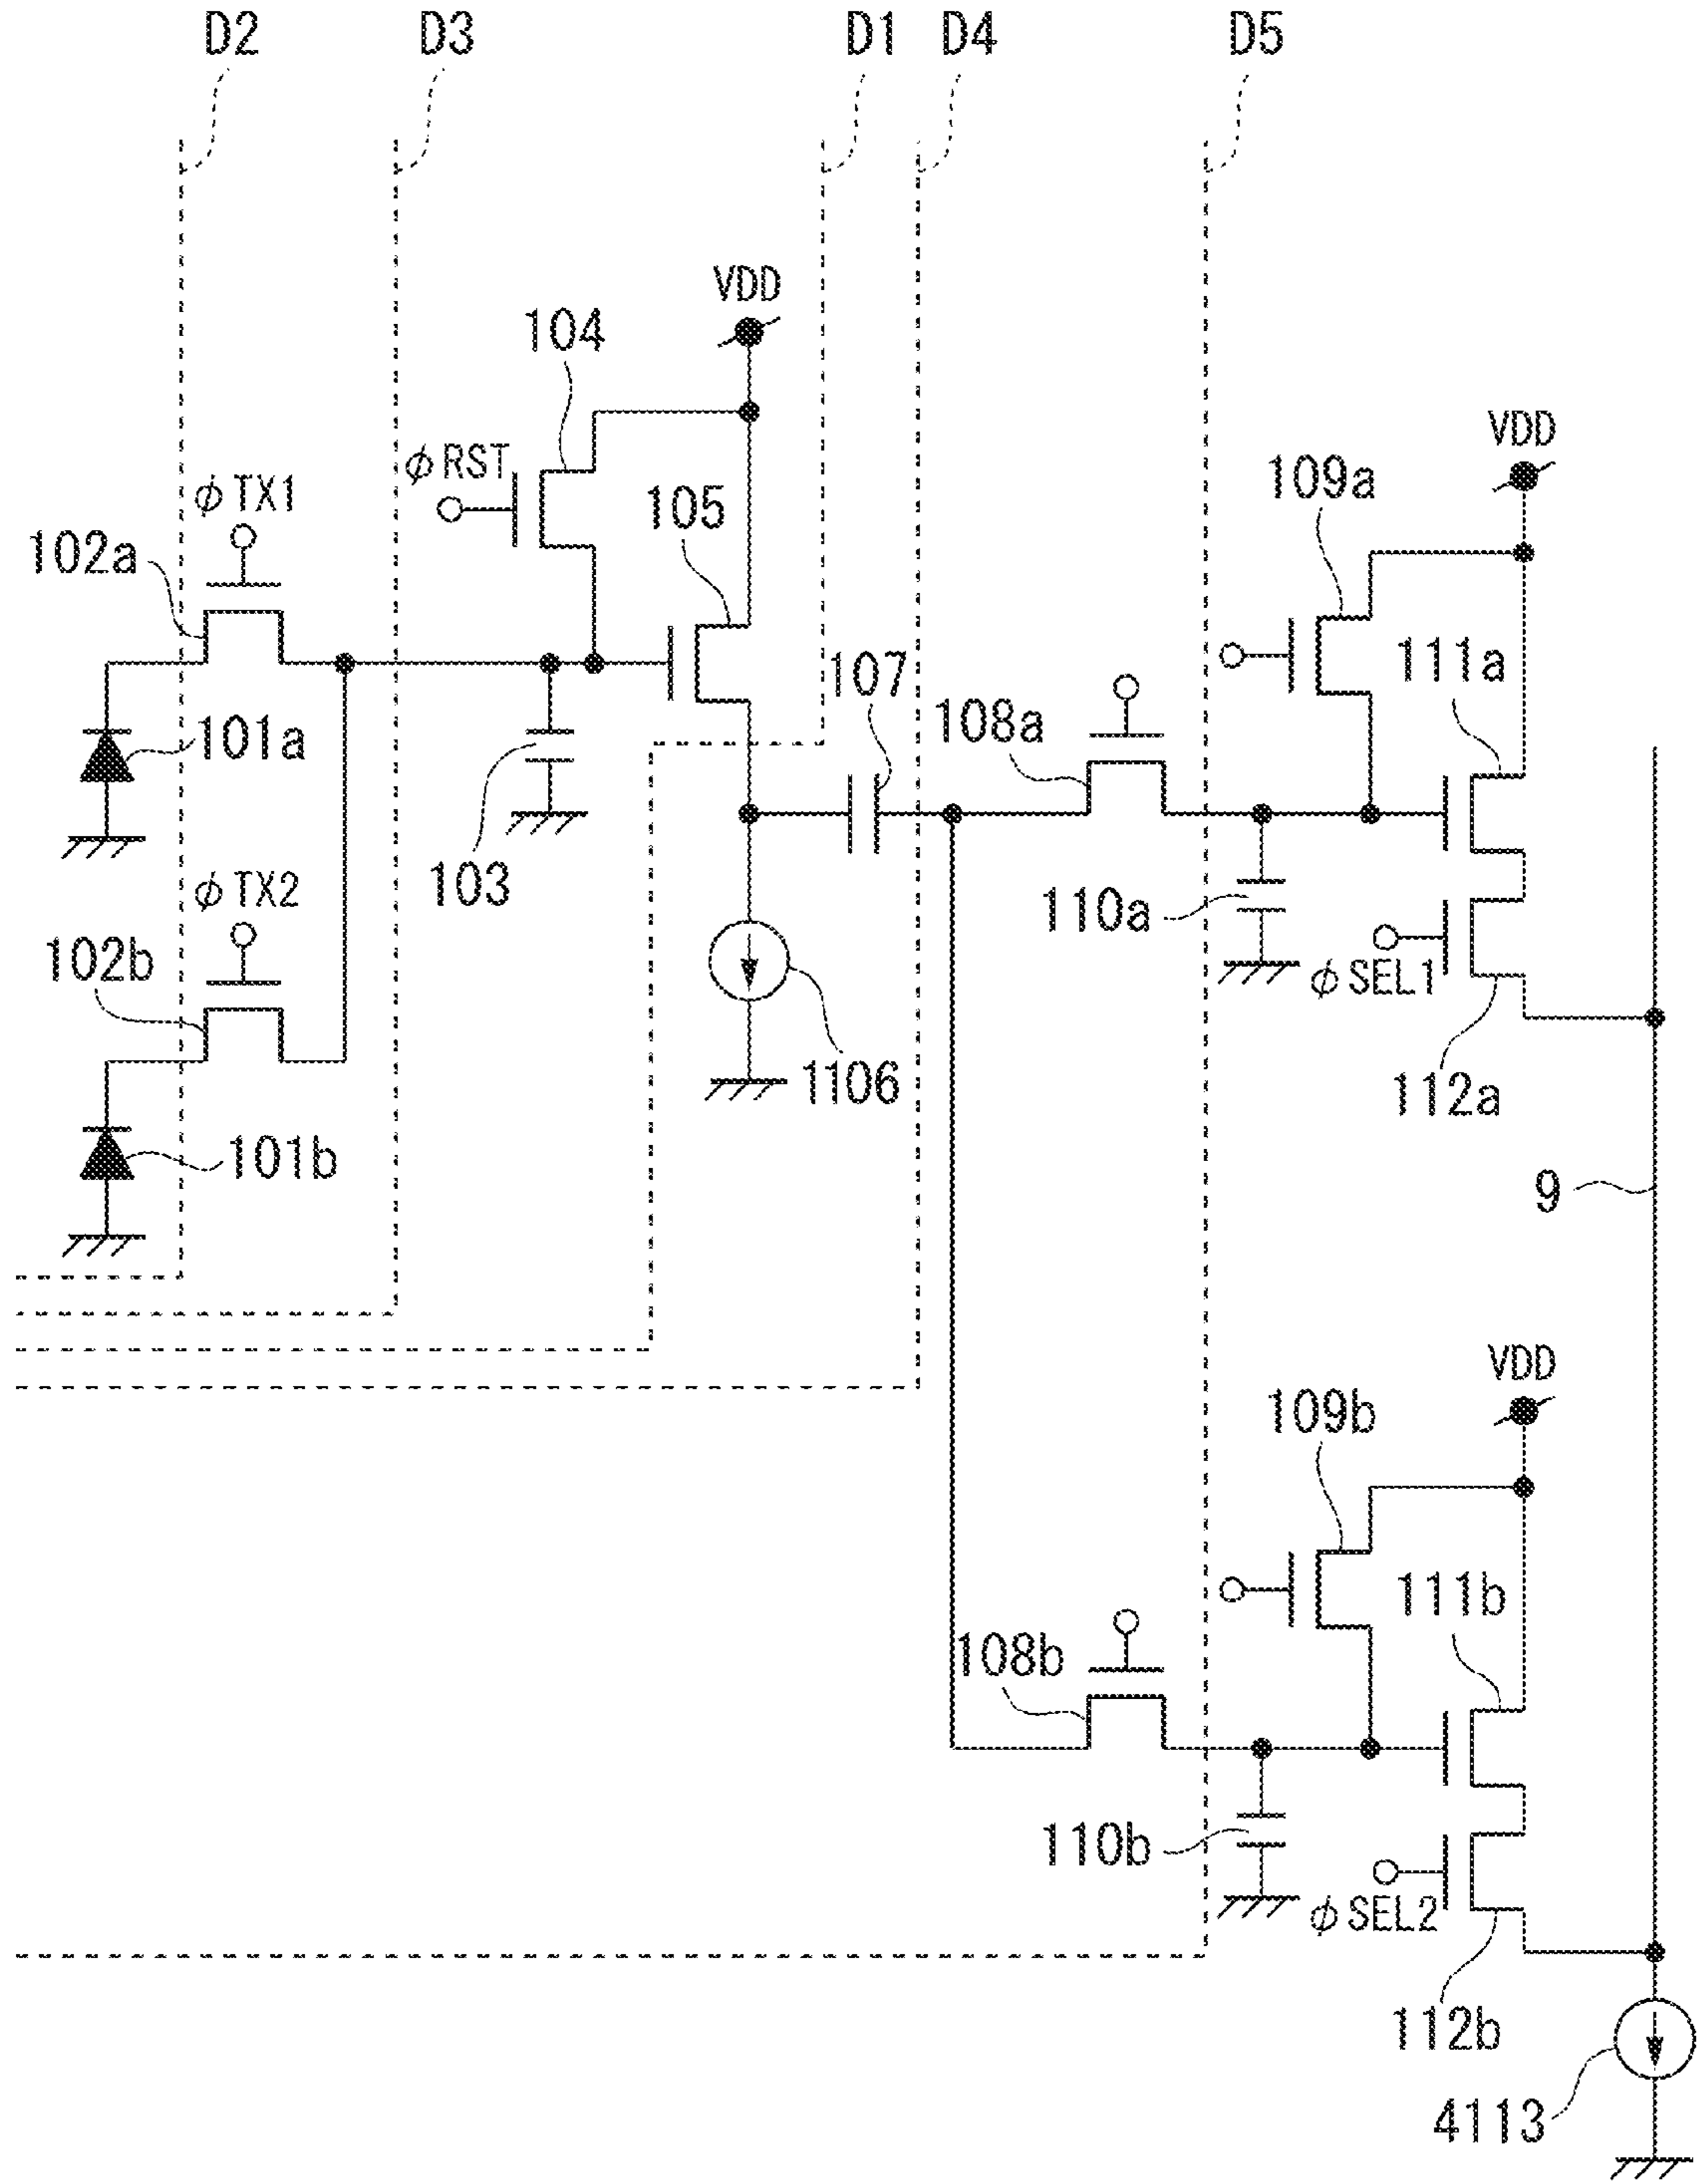 D2 D3 D1 D4 D5
VDD
104
VDD
φRST
109a
φTX1
105
102a
111a
107
108a
101a
103
φTX2
110a
102b
φSEL1
1106
112a
101b
9
VDD
109b
111b
108b
110b
φSEL2
112b
4113